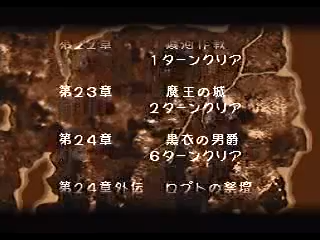 第22章 作戦
1ターンクリア
第23章 魔王の城
2ターンクリア
第24章 黒衣の男爵
6ターンクリア
第24章外伝 ロプトの祭壇